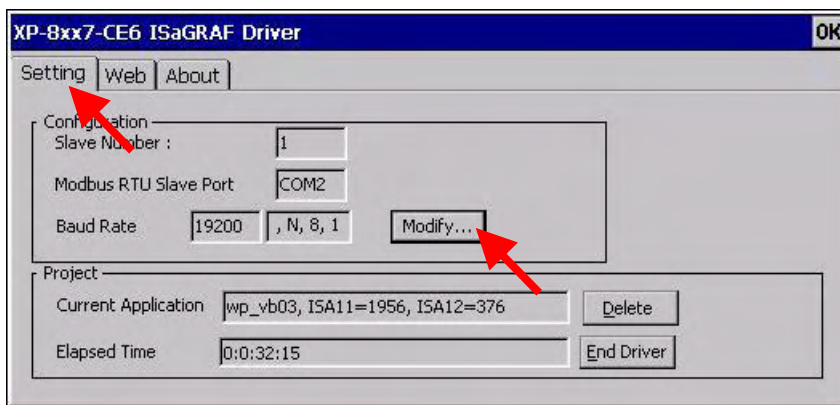 XP-8xx7-CE6 ISaGRAF Driver OK
Setting Web About
Configuration
Slave Number : 1
Modbus RTU Slave Port COM2
Baud Rate 19200 , N, 8, 1 Modify...
Project
Current Application wp_vb03, ISA11=1956, ISA12=376 Delete
Elapsed Time 0:0:32:15 End Driver